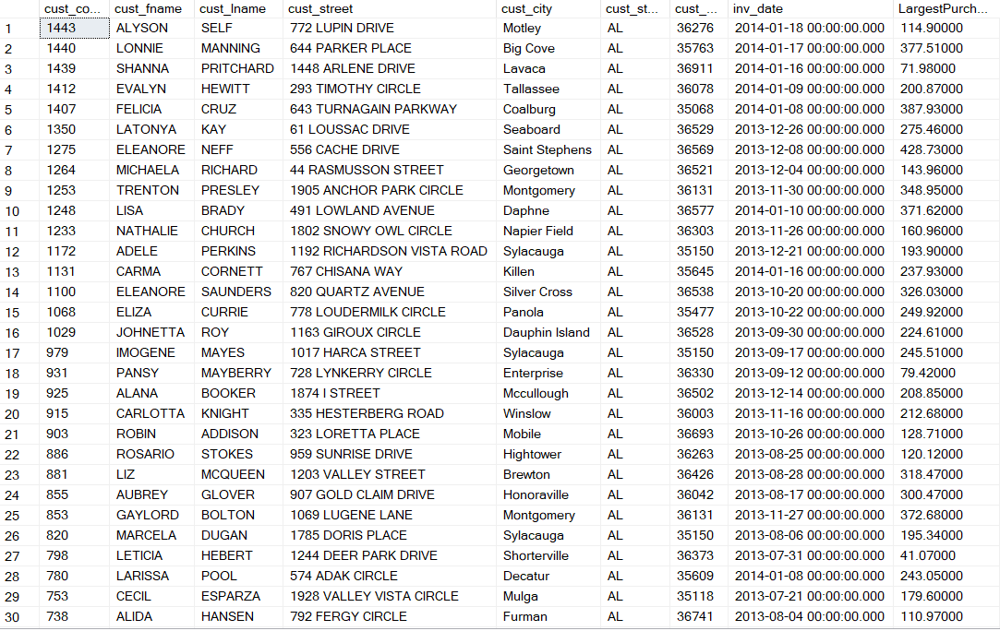 cust_co... cust_fname cust_lname cust_street cust_city cust_st... cust_... inv_date LargestPurch...
1 1443 ALYSON SELF 772 LUPIN DRIVE Motley AL 36276 2014-01-18 00:00:00.000 114.90000
2 1440 LONNIE MANNING 644 PARKER PLACE Big Cove AL 35763 2014-01-17 00:00:00.000 377.51000
3 1439 SHANNA PRITCHARD 1448 ARLENE DRIVE Lavaca AL 36911 2014-01-16 00:00:00.000 71.98000
4 1412 EVALYN HEWITT 293 TIMOTHY CIRCLE Tallassee AL 36078 2014-01-09 00:00:00.000 200.87000
5 1407 FELICIA CRUZ 643 TURNAGAIN PARKWAY Coalburg AL 35068 2014-01-08 00:00:00.000 387.93000
6 1350 LATONYA KAY 61 LOUSSAC DRIVE Seaboard AL 36529 2013-12-26 00:00:00.000 275.46000
7 1275 ELEANORE NEFF 556 CACHE DRIVE Saint Stephens AL 36569 2013-12-08 00:00:00.000 428.73000
8 1264 MICHAELA RICHARD 44 RASMUSSON STREET Georgetown AL 36521 2013-12-04 00:00:00.000 143.96000
9 1253 TRENTON PRESLEY 1905 ANCHOR PARK CIRCLE Montgomery AL 36131 2013-11-30 00:00:00.000 348.95000
10 1248 LISA BRADY 491 LOWLAND AVENUE Daphne AL 36577 2014-01-10 00:00:00.000 371.62000
11 1233 NATHALIE CHURCH 1802 SNOWY OWL CIRCLE Napier Field AL 36303 2013-11-26 00:00:00.000 160.96000
12 1172 ADELE PERKINS 1192 RICHARDSON VISTA ROAD Sylacauga AL 35150 2013-12-21 00:00:00.000 193.90000
13 1131 CARMA CORNETT 767 CHISANA WAY Killen AL 35645 2014-01-16 00:00:00.000 237.93000
14 1100 ELEANORE SAUNDERS 820 QUARTZ AVENUE Silver Cross AL 36538 2013-10-20 00:00:00.000 326.03000
15 1068 ELIZA CURRIE 778 LOUDERMILK CIRCLE Panola AL 35477 2013-10-22 00:00:00.000 249.92000
16 1029 JOHNETTA ROY 1163 GIROUX CIRCLE Dauphin Island AL 36528 2013-09-30 00:00:00.000 224.61000
17 979 IMOGENE MAYES 1017 HARCA STREET Sylacauga AL 35150 2013-09-17 00:00:00.000 245.51000
18 931 PANSY MAYBERRY 728 LYNKERRY CIRCLE Enterprise AL 36330 2013-09-12 00:00:00.000 79.42000
19 925 ALANA BOOKER 1874 I STREET Mccullough AL 36502 2013-12-14 00:00:00.000 208.85000
20 915 CARLOTTA KNIGHT 335 HESTERBERG ROAD Winslow AL 36003 2013-11-16 00:00:00.000 212.68000
21 903 ROBIN ADDISON 323 LORETTA PLACE Mobile AL 36693 2013-10-26 00:00:00.000 128.71000
22 886 ROSARIO STOKES 959 SUNRISE DRIVE Hightower AL 36263 2013-08-25 00:00:00.000 120.12000
23 881 LIZ MCQUEEN 1203 VALLEY STREET Brewton AL 36426 2013-08-28 00:00:00.000 318.47000
24 855 AUBREY GLOVER 907 GOLD CLAIM DRIVE Honoraville AL 36042 2013-08-17 00:00:00.000 300.47000
25 853 GAYLORD BOLTON 1069 LUGENE LANE Montgomery AL 36131 2013-11-27 00:00:00.000 372.68000
26 820 MARCELA DUGAN 1785 DORIS PLACE Sylacauga AL 35150 2013-08-06 00:00:00.000 195.34000
27 798 LETICIA HEBERT 1244 DEER PARK DRIVE Shorterville AL 36373 2013-07-31 00:00:00.000 41.07000
28 780 LARISSA POOL 574 ADAK CIRCLE Decatur AL 35609 2014-01-08 00:00:00.000 243.05000
29 753 CECIL ESPARZA 1928 VALLEY VISTA CIRCLE Mulga AL 35118 2013-07-21 00:00:00.000 179.60000
30 738 ALIDA HANSEN 792 FERGY CIRCLE Furman AL 36741 2013-08-04 00:00:00.000 110.97000